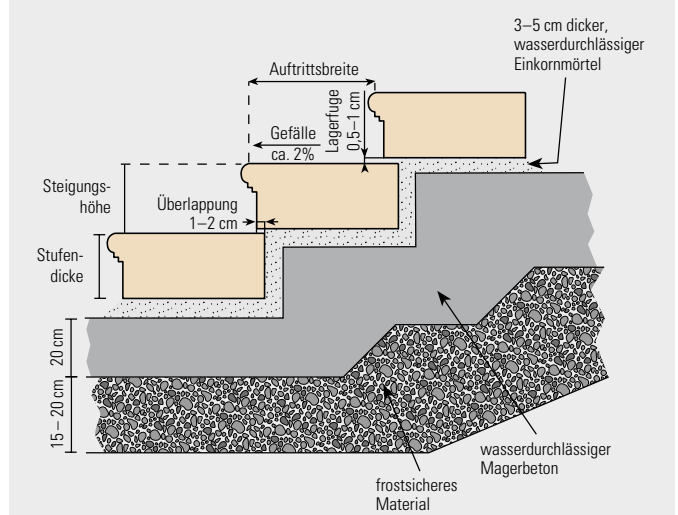 3–5 cm dicker,
wasserdurchlässiger
Einkornmörtel
Auftrittsbreite
Lagerfuge
0,5–1 cm
Gefälle
ca. 2%
Steigungs-
höhe
Überlappung
1–2 cm
Stufen-
dicke
20 cm
15 – 20 cm
wasserdurchlässiger
Magerbeton
frostsicheres
Material